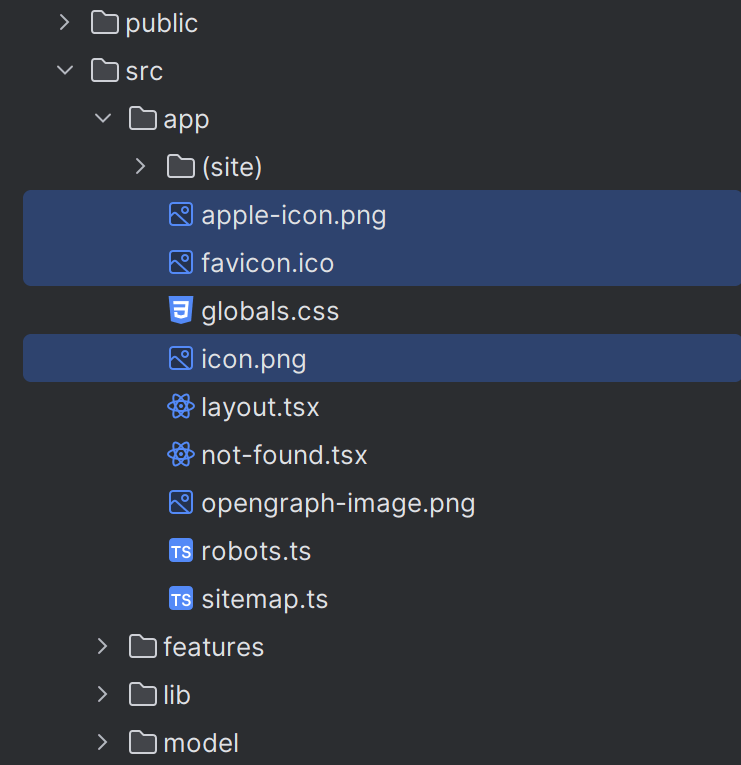 public
src
app
(site)
apple-icon.png
favicon.ico
globals.css
icon.png
layout.tsx
not-found.tsx
opengraph-image.png
TS robots.ts
TS sitemap.ts
features
lib
model